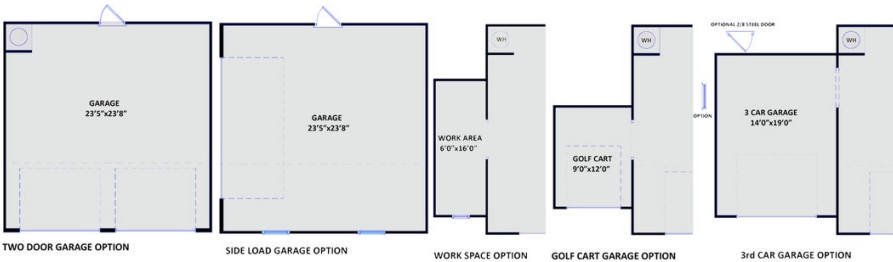 GARAGE
23'5"x23'8"
TWO DOOR GARAGE OPTION
GARAGE
23'5"x23'8"
SIDE LOAD GARAGE OPTION
WH
WORK AREA
6'0"x16'0"
WORK SPACE OPTION
WH
GOLF CART
9'0"x12'0"
GOLF CART GARAGE OPTION
OPTIONAL 2/8 STEEL DOOR
WH
OPTION
3 CAR GARAGE
14'0"x19'0"
3rd CAR GARAGE OPTION